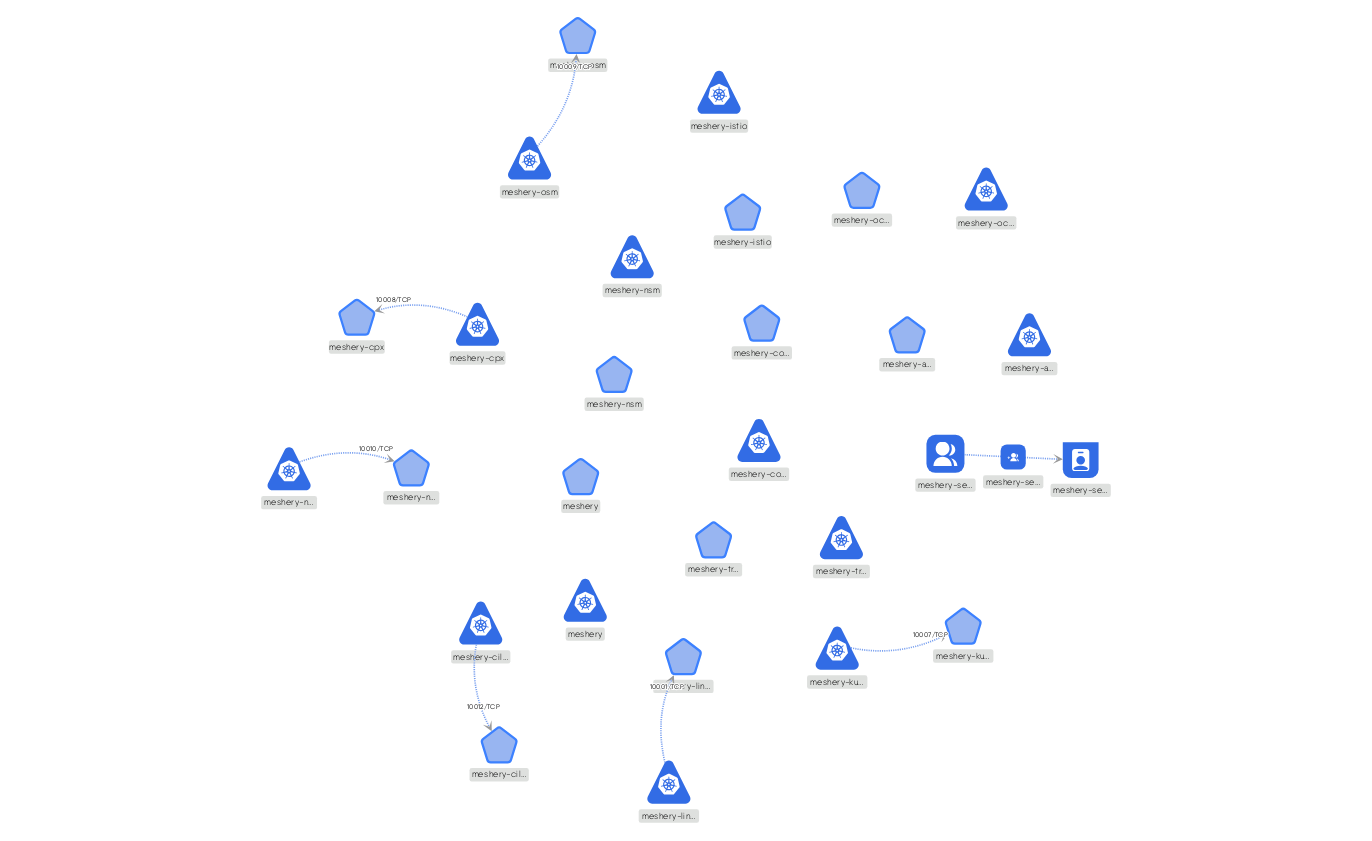 10009/TCP
meshery-istio
meshery-osm
meshery-oc...
meshery-oc...
meshery-istio
meshery-nsm
10008/TCP
meshery-cpx
meshery-cpx
meshery-co...
meshery-a...
meshery-a...
meshery-nsm
10010/TCP
meshery-n...
meshery-n...
meshery-co...
meshery-se...
meshery-se...
meshery-se...
meshery
meshery-tr...
meshery-tr...
meshery
10007/TCP
meshery-cil...
meshery-ku...
meshery-ku...
10001/TCP
10012/TCP
meshery-cil...
meshery-lin...